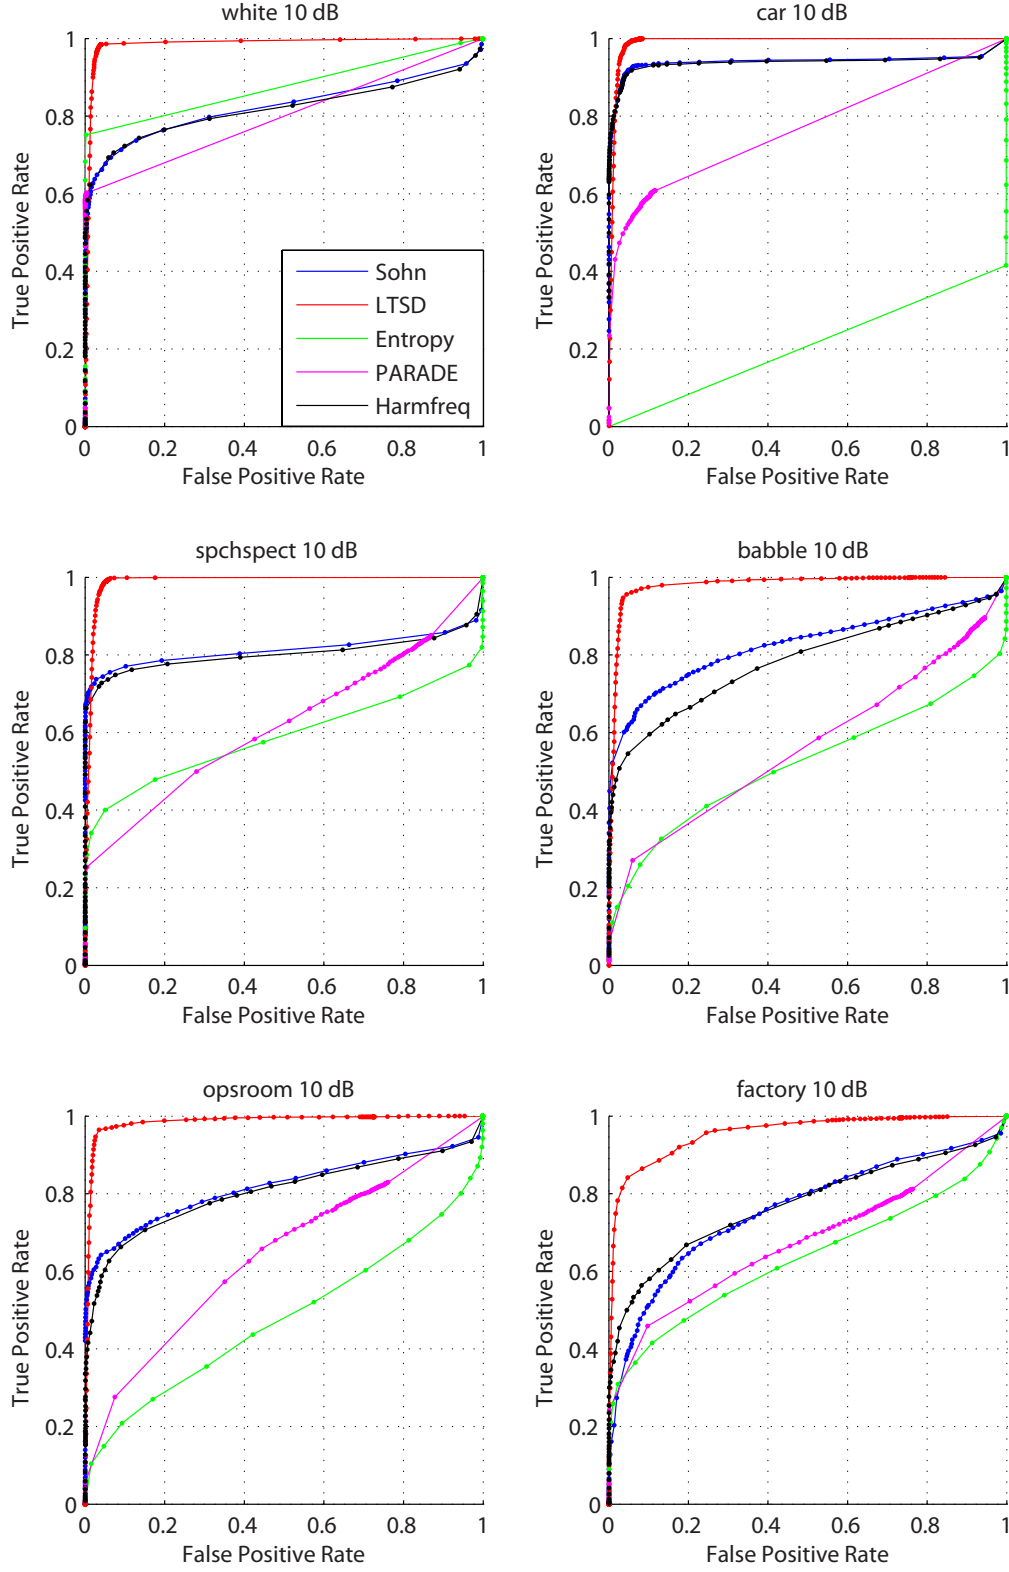 white 10 dB
True Positive Rate
1
0.8
0.6
0.4
0.2
0
0 0.2 0.4 0.6 0.8 1
False Positive Rate
Sohn
LTSD
Entropy
PARADE
Harmfreq
car 10 dB
True Positive Rate
1
0.8
0.6
0.4
0.2
0
0 0.2 0.4 0.6 0.8 1
False Positive Rate
spchspect 10 dB
True Positive Rate
1
0.8
0.6
0.4
0.2
0
0 0.2 0.4 0.6 0.8 1
False Positive Rate
babble 10 dB
True Positive Rate
1
0.8
0.6
0.4
0.2
0
0 0.2 0.4 0.6 0.8 1
False Positive Rate
opsroom 10 dB
True Positive Rate
1
0.8
0.6
0.4
0.2
0
0 0.2 0.4 0.6 0.8 1
False Positive Rate
factory 10 dB
True Positive Rate
1
0.8
0.6
0.4
0.2
0
0 0.2 0.4 0.6 0.8 1
False Positive Rate